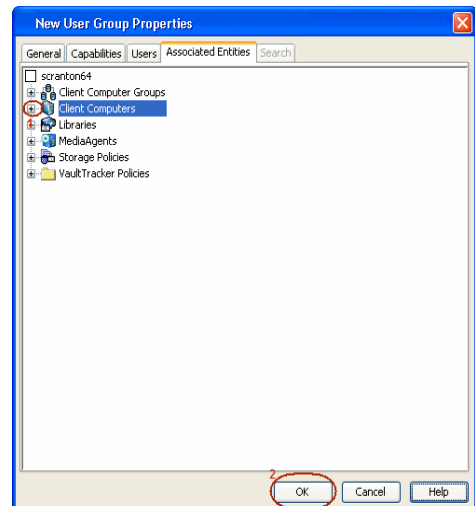 New User Group Properties
General Capabilities Users Associated Entities Search
scranton64
Client Computer Groups
Client Computers
1
Libraries
MediaAgents
Storage Policies
VaultTracker Policies
2
OK Cancel Help